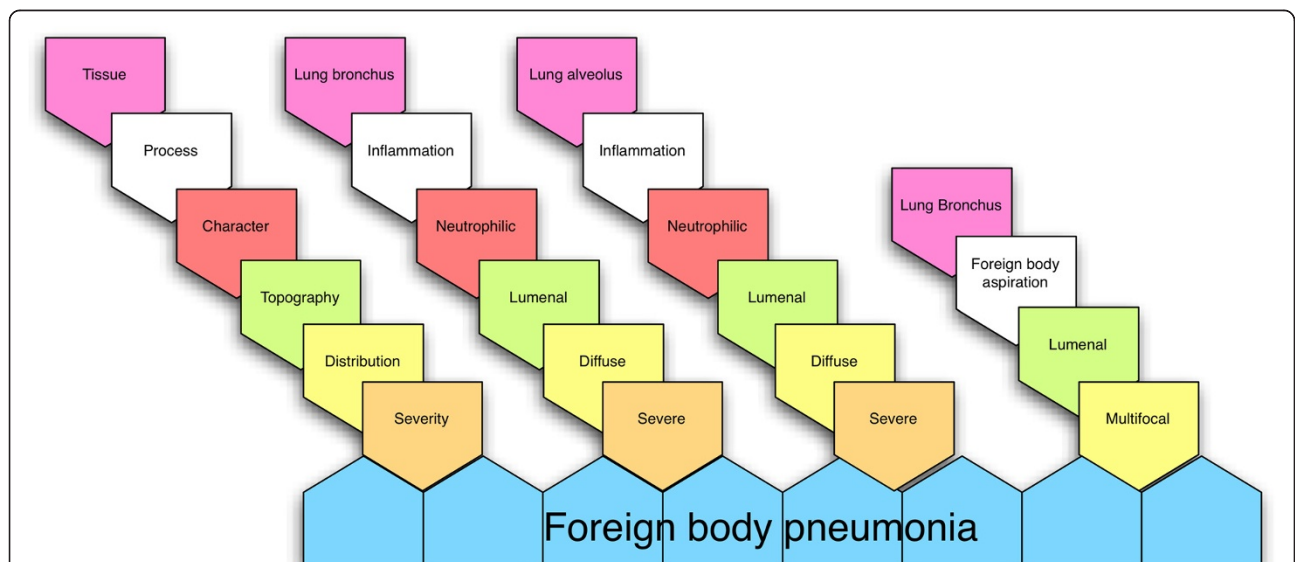 Tissue
Lung bronchus
Lung alveolus
Process
Inflammation
Inflammation
Lung Bronchus
Character
Neutrophilic
Neutrophilic
Foreign body
aspiration
Topography
Lumenal
Lumenal
Lumenal
Distribution
Diffuse
Diffuse
Severity
Severe
Severe
Multifocal
Foreign body pneumonia